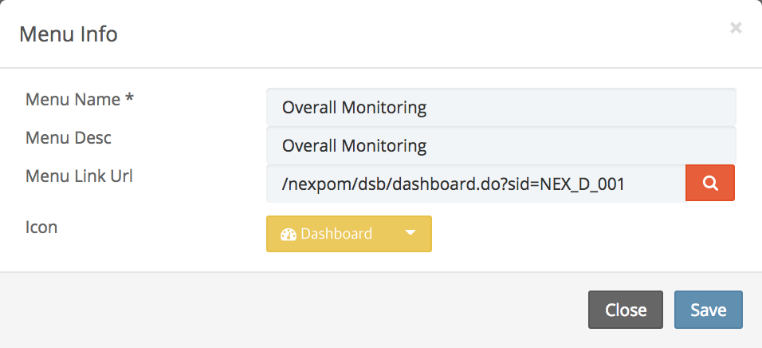 Menu Info
×
Menu Name * Overall Monitoring
Menu Desc Overall Monitoring
Menu Link Url /nexpom/dsb/dashboard.do?sid=NEX_D_001
Icon Dashboard
Close Save